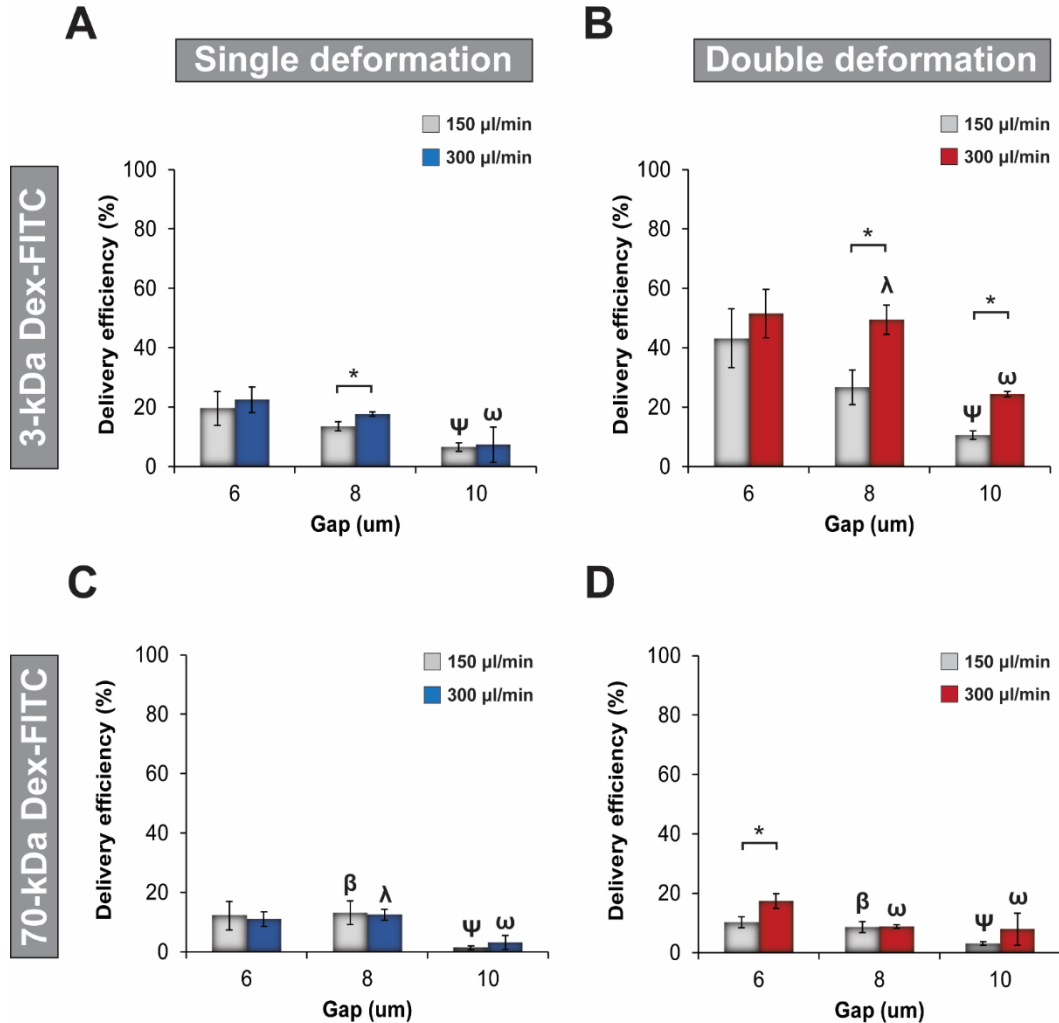 A
B
Single deformation
Double deformation
3-kDa Dex-FITC
70-kDa Dex-FITC
150 µl/min
300 µl/min
Delivery efficiency (%)
100
80
60
40
20
0
*
Ψ
ω
6
8
10
Gap (um)
150 µl/min
300 µl/min
Delivery efficiency (%)
100
80
60
40
20
0
*
λ
*
Ψ
ω
6
8
10
Gap (um)
C
D
150 µl/min
300 µl/min
Delivery efficiency (%)
100
80
60
40
20
0
β
λ
Ψ
ω
6
8
10
Gap (um)
150 µl/min
300 µl/min
Delivery efficiency (%)
100
80
60
40
20
0
*
β
ω
Ψ
ω
6
8
10
Gap (um)